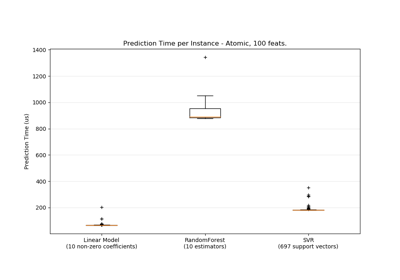 Prediction Time per Instance - Atomic, 100 feats.
1400
1200
1000
800
600
400
200
Prediction Time (us)
Linear Model
(10 non-zero coefficients)
RandomForest
(10 estimators)
SVR
(697 support vectors)